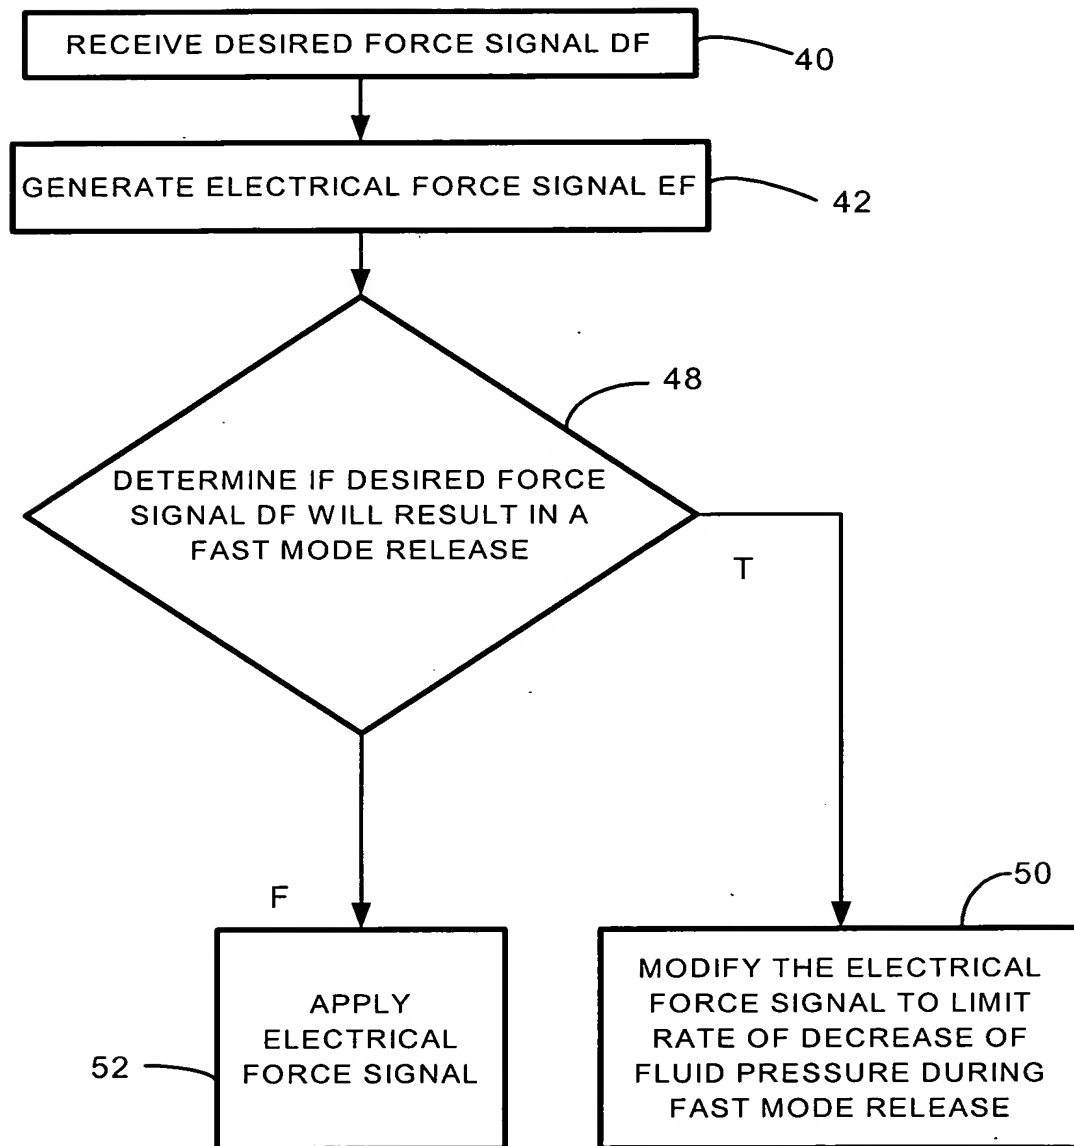 RECEIVE DESIRED FORCE SIGNAL DF
40
GENERATE ELECTRICAL FORCE SIGNAL EF
42
48
DETERMINE IF DESIRED FORCE
SIGNAL DF WILL RESULT IN A
FAST MODE RELEASE
T
F
50
APPLY
ELECTRICAL
FORCE SIGNAL
52
MODIFY THE ELECTRICAL
FORCE SIGNAL TO LIMIT
RATE OF DECREASE OF
FLUID PRESSURE DURING
FAST MODE RELEASE